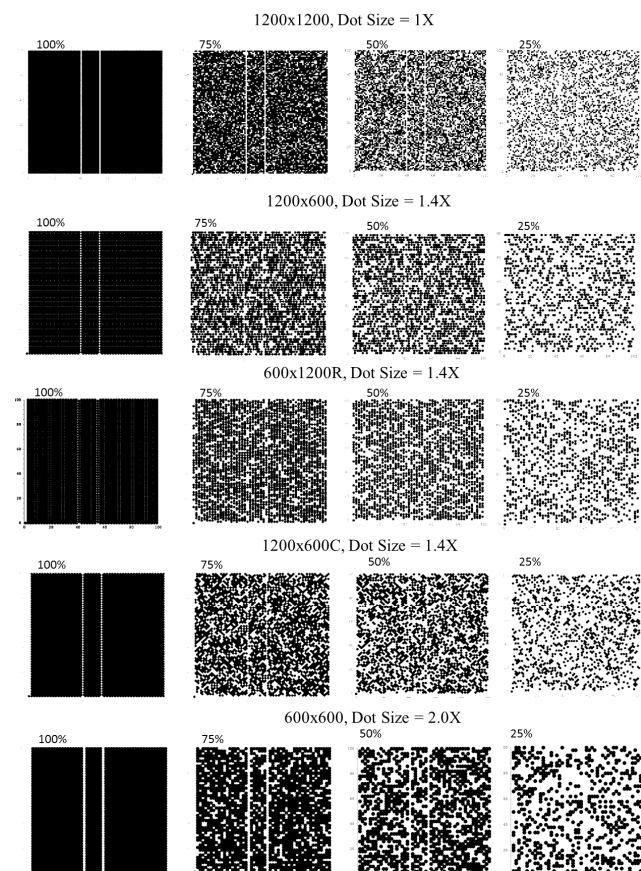 1200x1200, Dot Size = 1X
100% 75% 50% 25%
1200x600, Dot Size = 1.4X
100% 75% 50% 25%
600x1200R, Dot Size = 1.4X
100% 75% 50% 25%
1200x600C, Dot Size = 1.4X
100% 75% 50% 25%
600x600, Dot Size = 2.0X
100% 75% 50% 25%